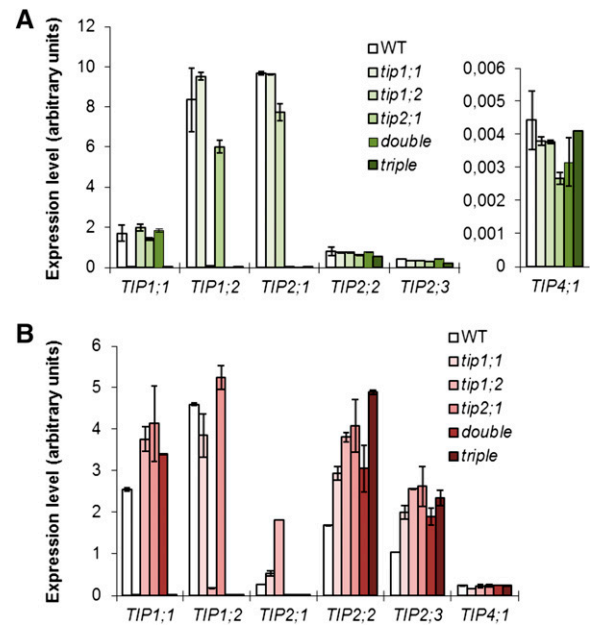 A
Expression level (arbitrary units)
12
10
8
6
4
2
0
WT
tip1;1
tip1;2
tip2;1
double
triple
TIP1;1 TIP1;2 TIP2;1 TIP2;2 TIP2;3
0,006
0,005
0,004
0,003
0,002
0,001
0
TIP4;1
B
Expression level (arbitrary units)
6
5
4
3
2
1
0
WT
tip1;1
tip1;2
tip2;1
double
triple
TIP1;1 TIP1;2 TIP2;1 TIP2;2 TIP2;3 TIP4;1